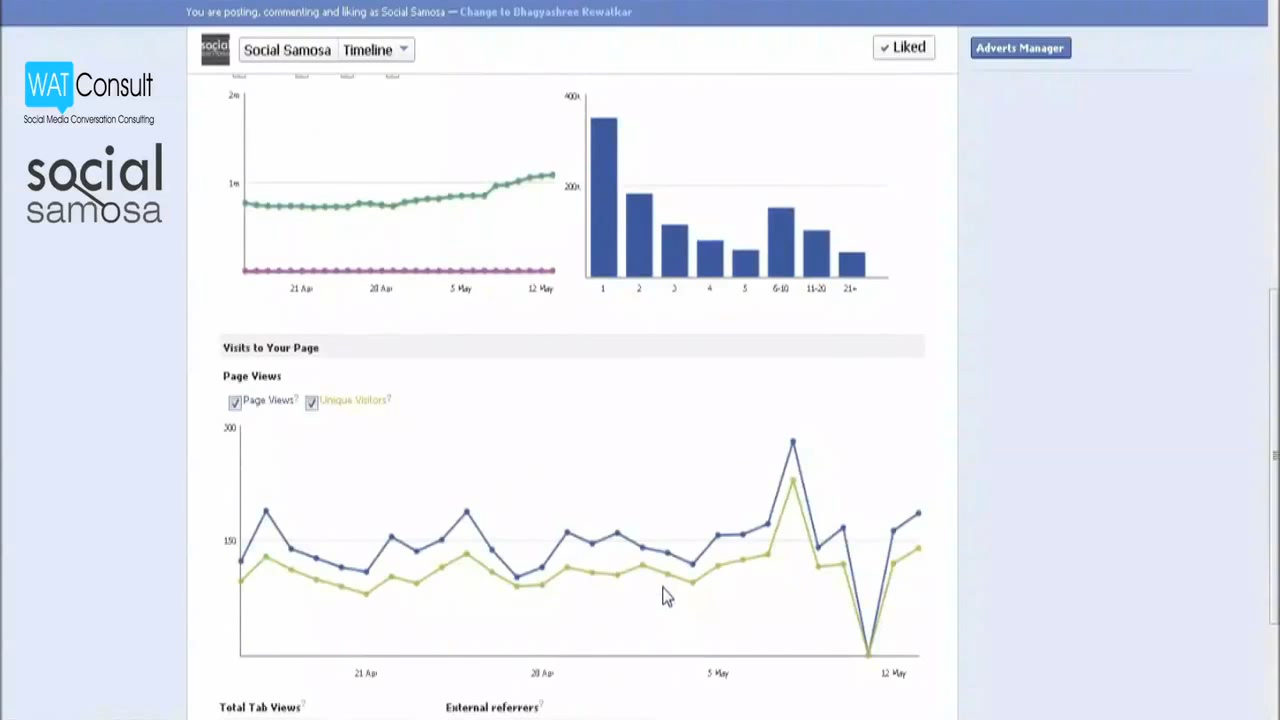 You are posting, commenting and liking as Social Samosa — Change to Bhagyashree Rewatkar
social
Social Samosa Timeline
Liked
Adverts Manager
WAT Consult
Social Media Conversation Consulting
social
samosa
2m
1m
21 Apr 28 Apr 5 May 12 May
400k
200k
1 2 3 4 5 6-10 11-20 21+
Visits to Your Page
Page Views
Page Views? Unique Visitors?
300
150
21 Apr 28 Apr 5 May 12 May
Total Tab Views? External referrers?